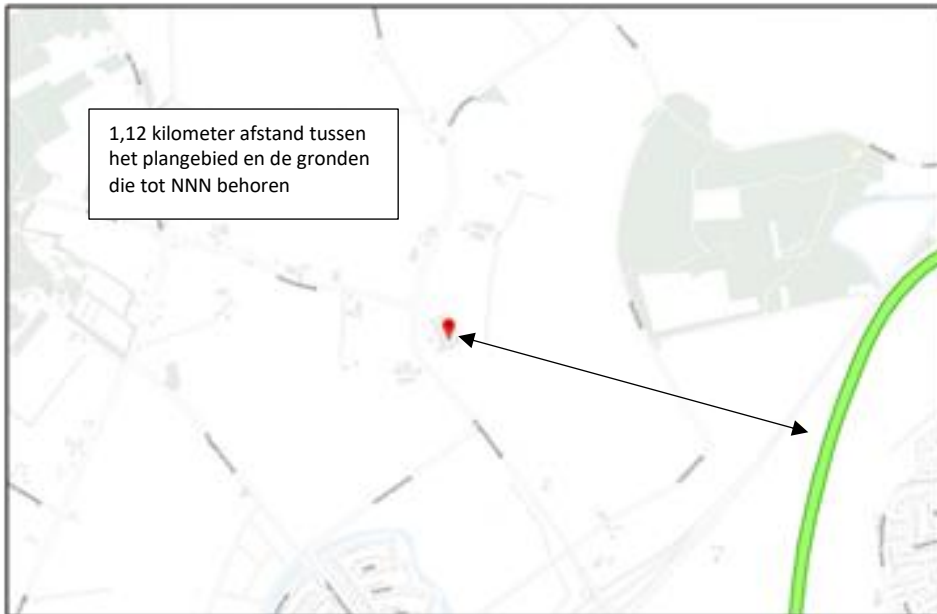 1,12 kilometer afstand tussen
het plangebied en de gronden
die tot NNN behoren